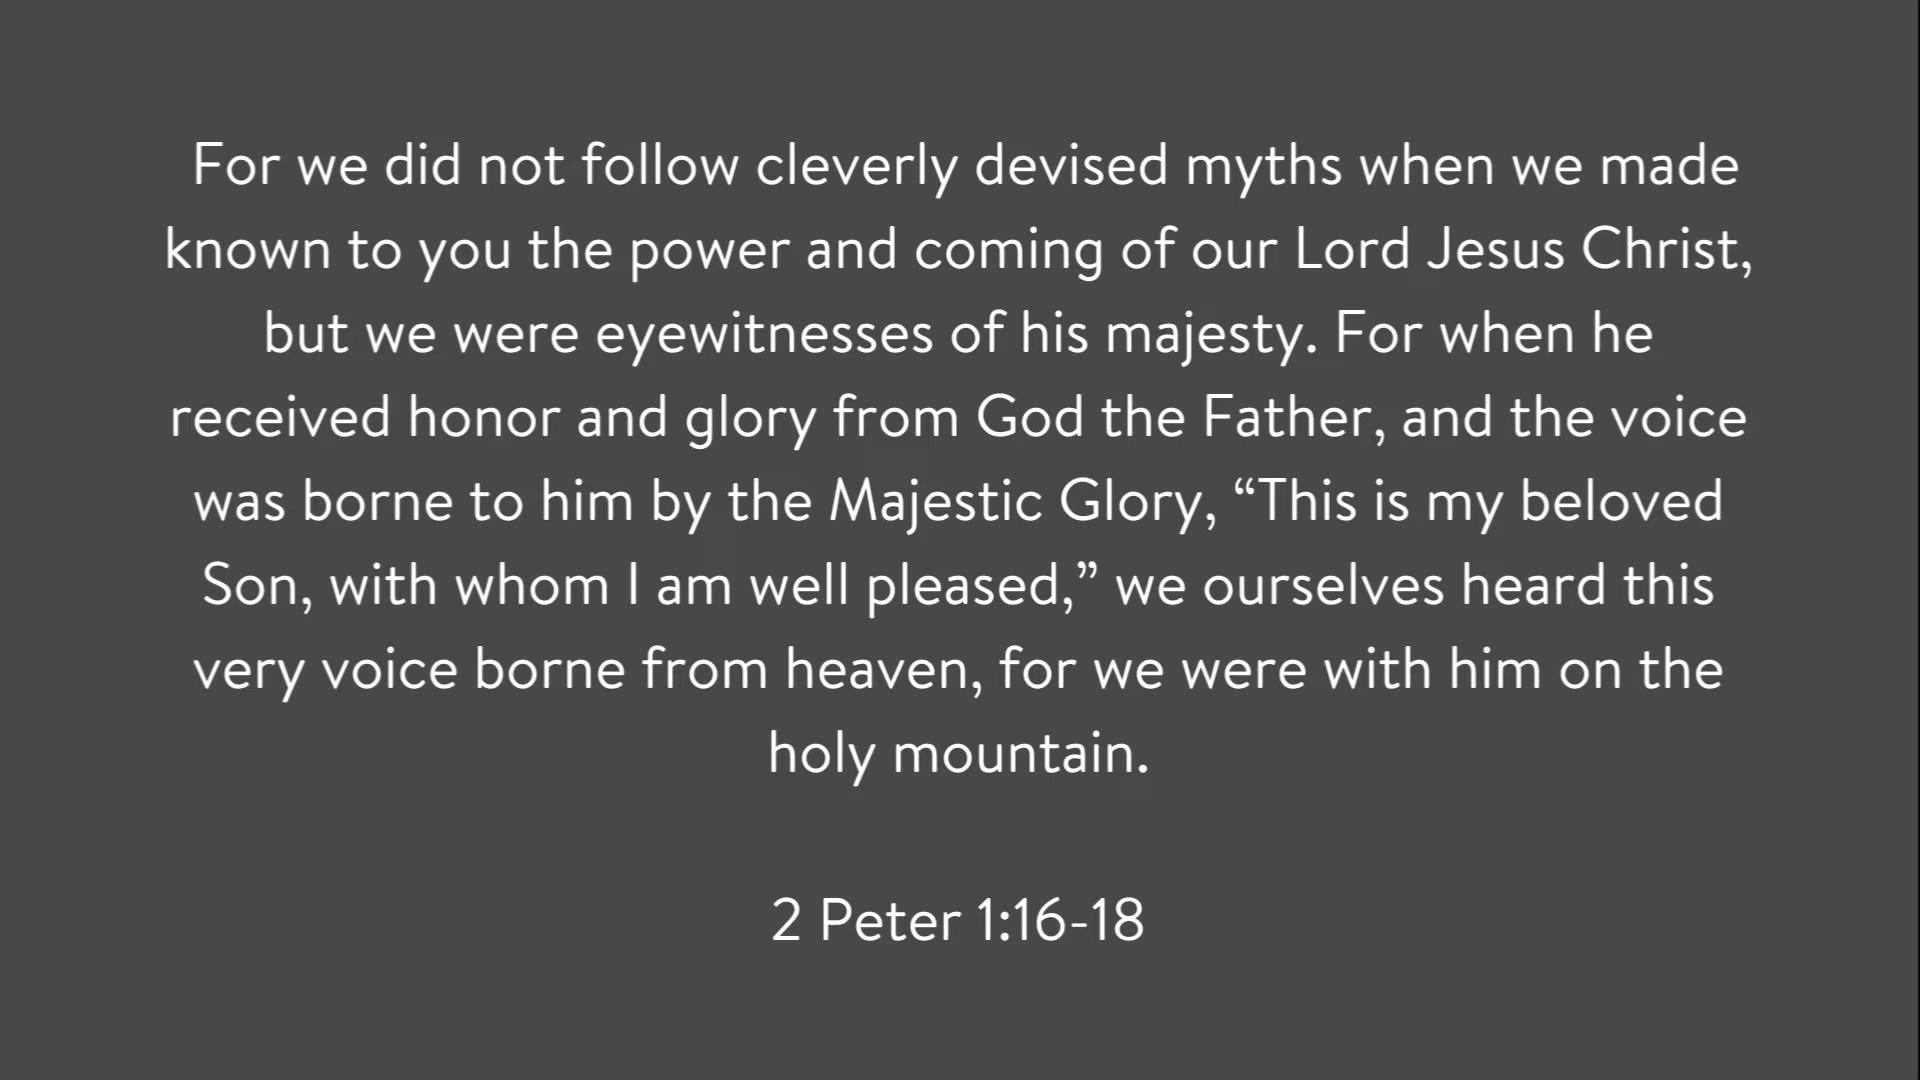 For we did not follow cleverly devised myths when we made
known to you the power and coming of our Lord Jesus Christ,
but we were eyewitnesses of his majesty. For when he
received honor and glory from God the Father, and the voice
was borne to him by the Majestic Glory, “This is my beloved
Son, with whom I am well pleased,” we ourselves heard this
very voice borne from heaven, for we were with him on the
holy mountain.
2 Peter 1:16-18